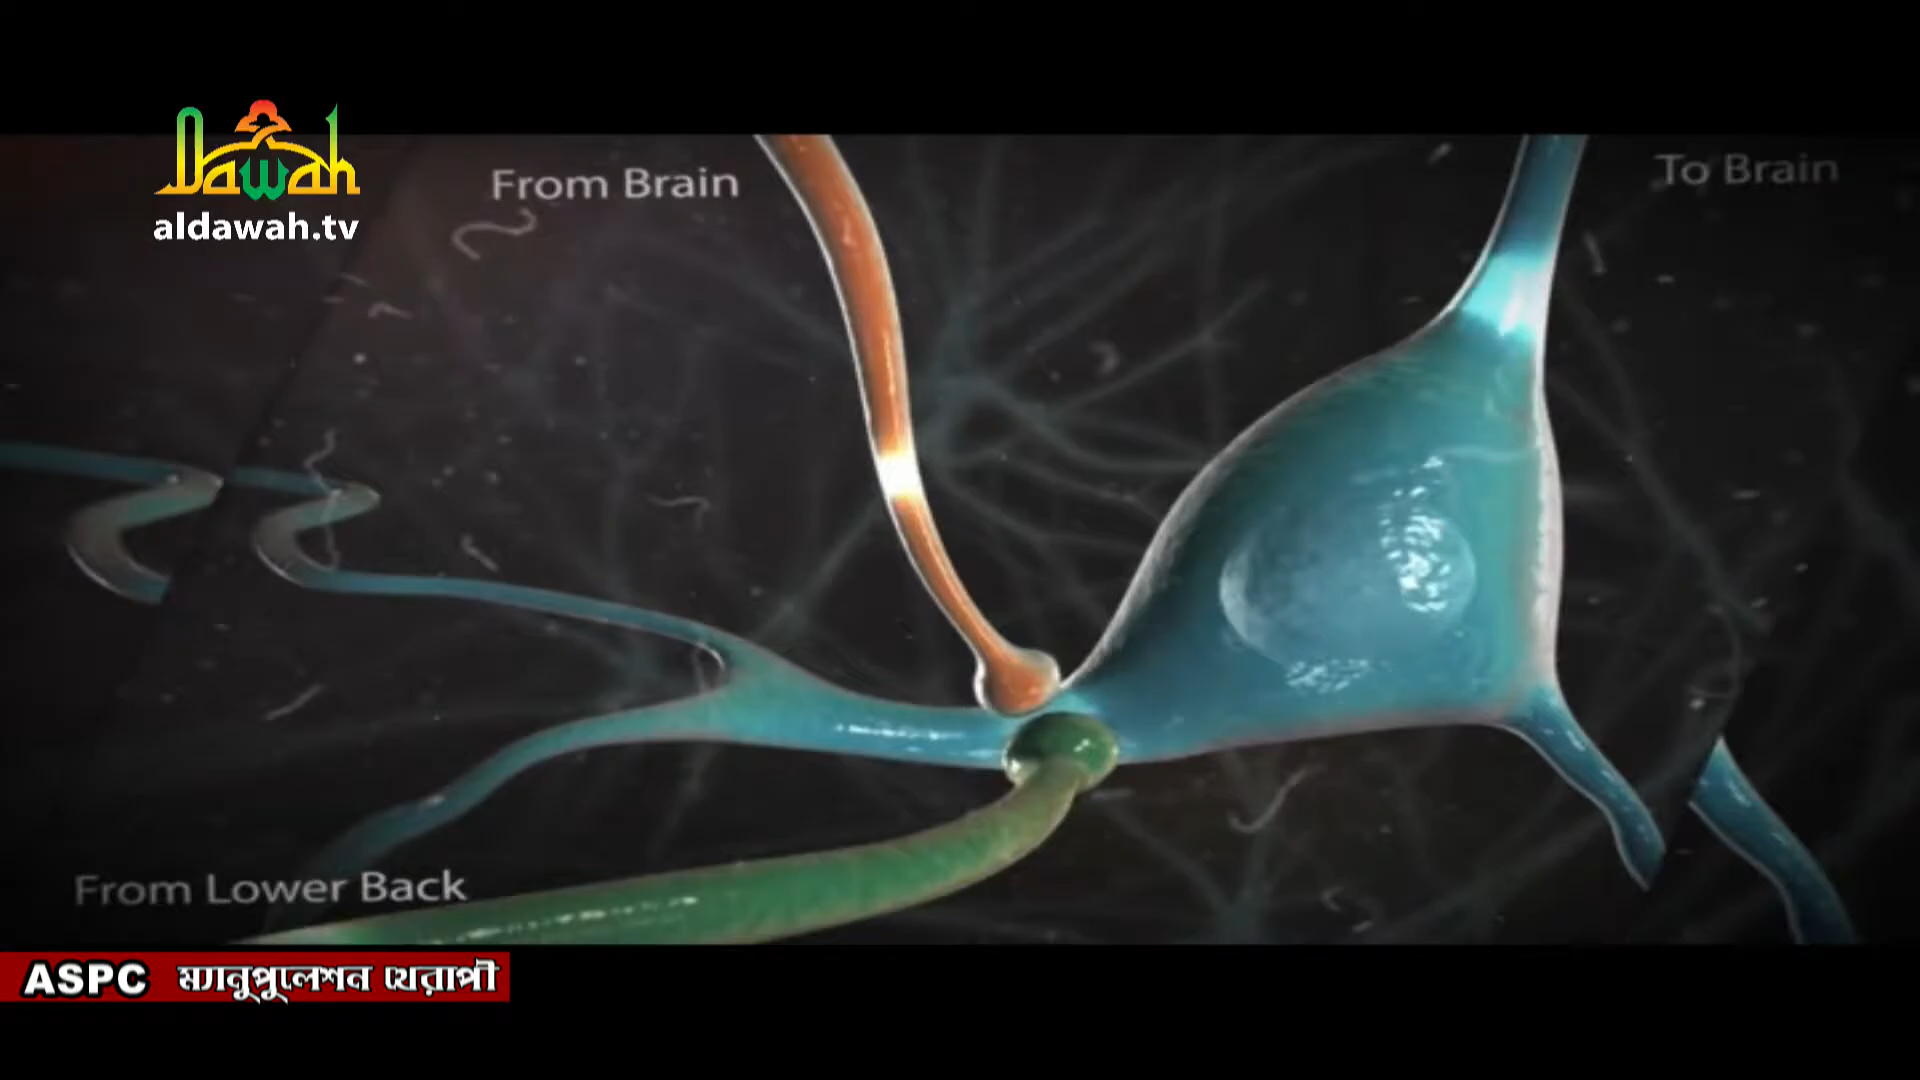 Dawah
aldawah.tv
From Brain
To Brain
From Lower Back
ASPC ম্যানুপুলেশন থেরাপী